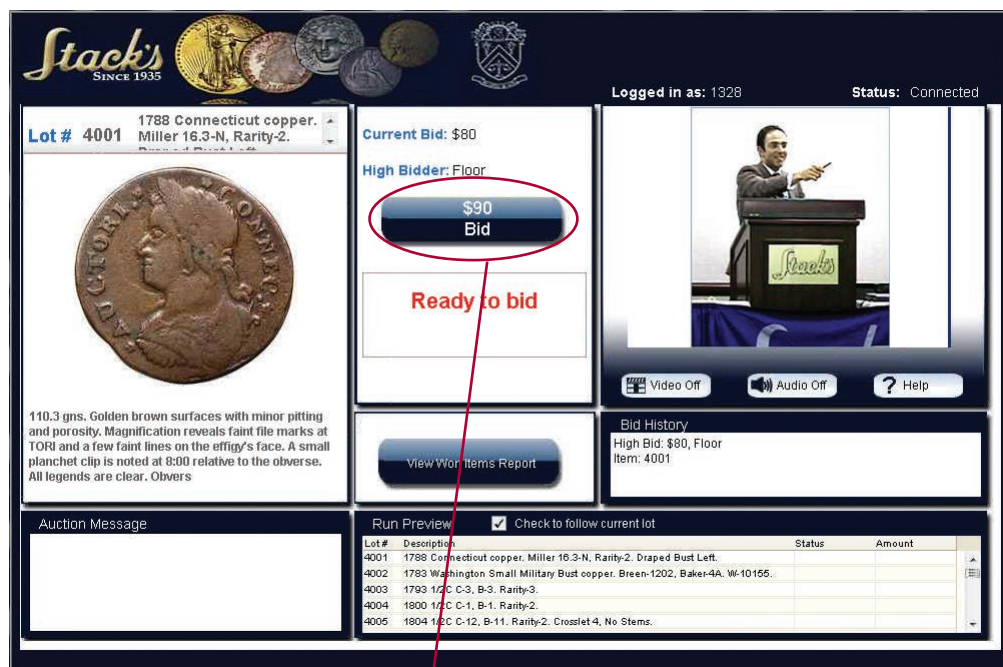 Stack's
SINCE 1935
Logged in as: 1328
Status: Connected
Lot # 4001
1788 Connecticut copper.
Miller 16.3-N, Rarity-2.
Draped Bust Left
AUCTORI. CONNEC.
110.3 gns. Golden brown surfaces with minor pitting
and porosity. Magnification reveals faint file marks at
TORI and a few faint lines on the effigy's face. A small
planchet clip is noted at 8:00 relative to the obverse.
All legends are clear. Obvers
Current Bid: $80
High Bidder: Floor
$90
Bid
Ready to bid
View Won Items Report
Stack's
Video Off
Audio Off
? Help
Bid History
High Bid: $80, Floor
Item: 4001
Auction Message
Run Preview
Check to follow current lot
Lot # Description Status Amount
4001 1788 Connecticut copper. Miller 16.3-N, Rarity-2. Draped Bust Left.
4002 1783 Washington Small Military Bust copper. Breen-1202, Baker-4A. W-10155.
4003 1793 1/2C C-3, B-3. Rarity-3.
4004 1800 1/2C C-1, B-1. Rarity-2.
4005 1804 1/2C C-12, B-11. Rarity-2. Crosslet 4, No Stems.